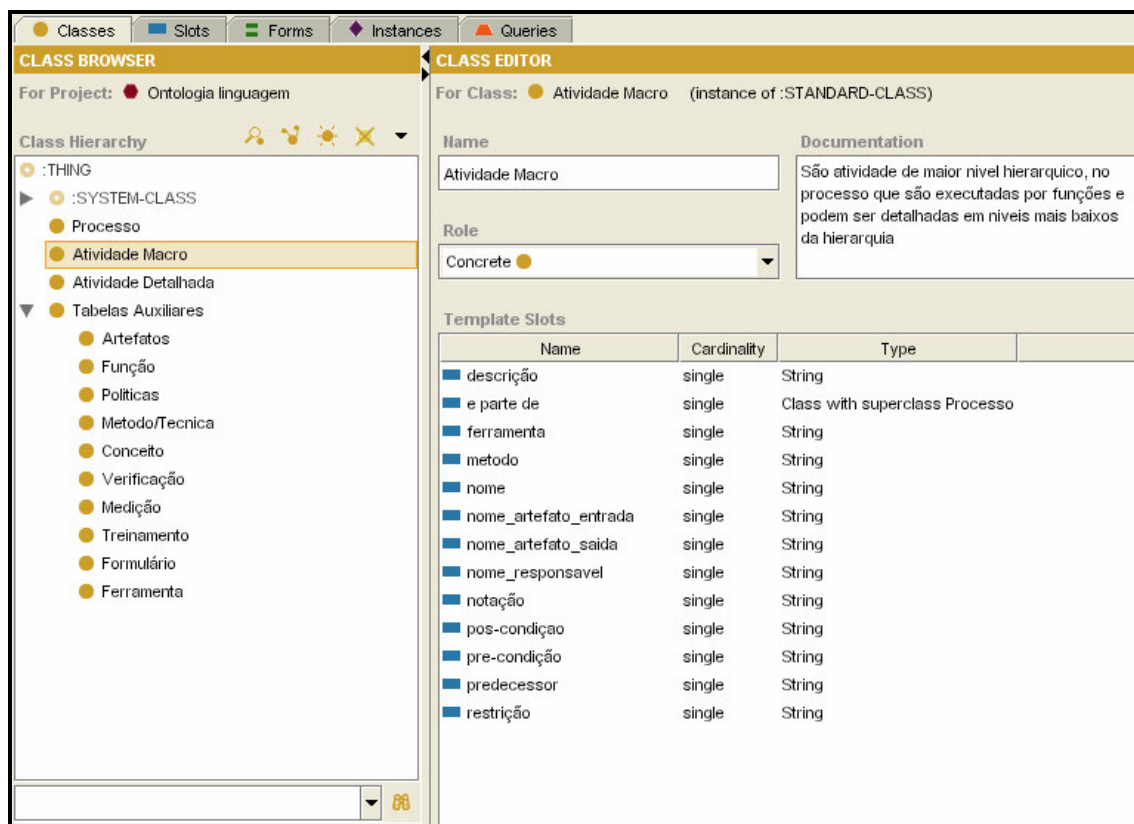 Classes Slots Forms Instances Queries
CLASS BROWSER
For Project: Ontologia linguagem
Class Hierarchy
:THING
:SYSTEM-CLASS
Processo
Atividade Macro
Atividade Detalhada
Tabelas Auxiliares
Artefatos
Função
Politicas
Metodo/Tecnica
Conceito
Verificação
Medição
Treinamento
Formulário
Ferramenta
CLASS EDITOR
For Class: Atividade Macro (instance of :STANDARD-CLASS)
Name
Atividade Macro
Role
Concrete
Documentation
São atividade de maior nivel hierarquico, no
processo que são executadas por funções e
podem ser detalhadas em niveis mais baixos
da hierarquia
Template Slots
Name Cardinality Type
descrição single String
e parte de single Class with superclass Processo
ferramenta single String
metodo single String
nome single String
nome_artefato_entrada single String
nome_artefato_saida single String
nome_responsavel single String
notação single String
pos-condiçao single String
pre-condição single String
predecessor single String
restrição single String